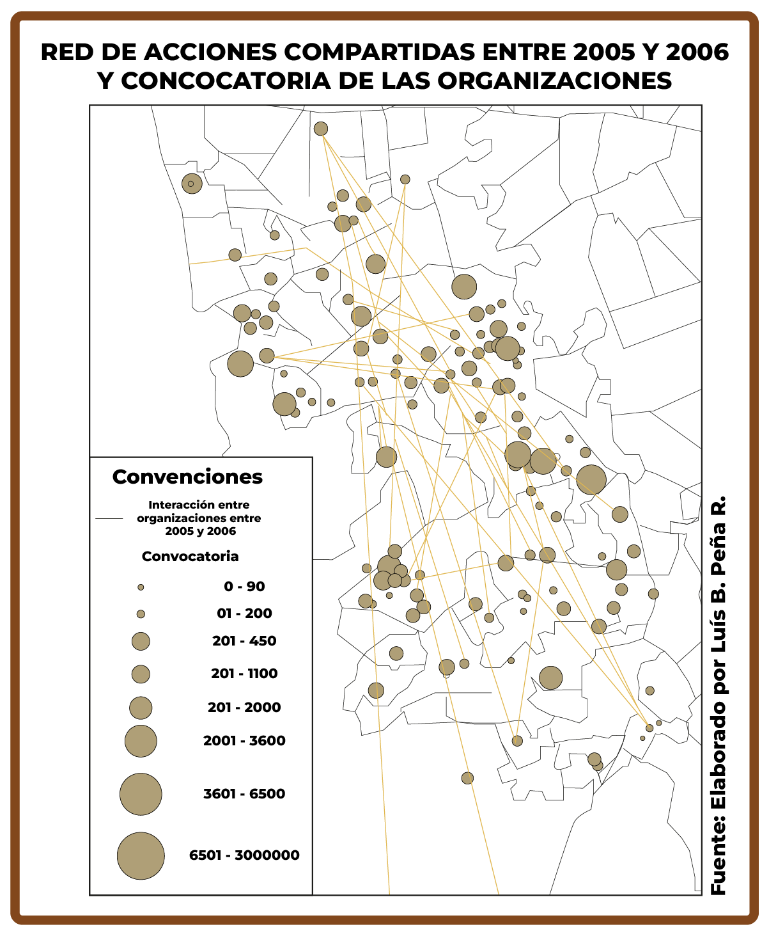 RED DE ACCIONES COMPARTIDAS ENTRE 2005 Y 2006
Y CONCOCATORIA DE LAS ORGANIZACIONES
Convenciones
Interacción entre
organizaciones entre
2005 y 2006
Convocatoria
0 - 90
01 - 200
201 - 450
201 - 1100
201 - 2000
2001 - 3600
3601 - 6500
6501 - 3000000
Fuente: Elaborado por Luís B. Peña R.